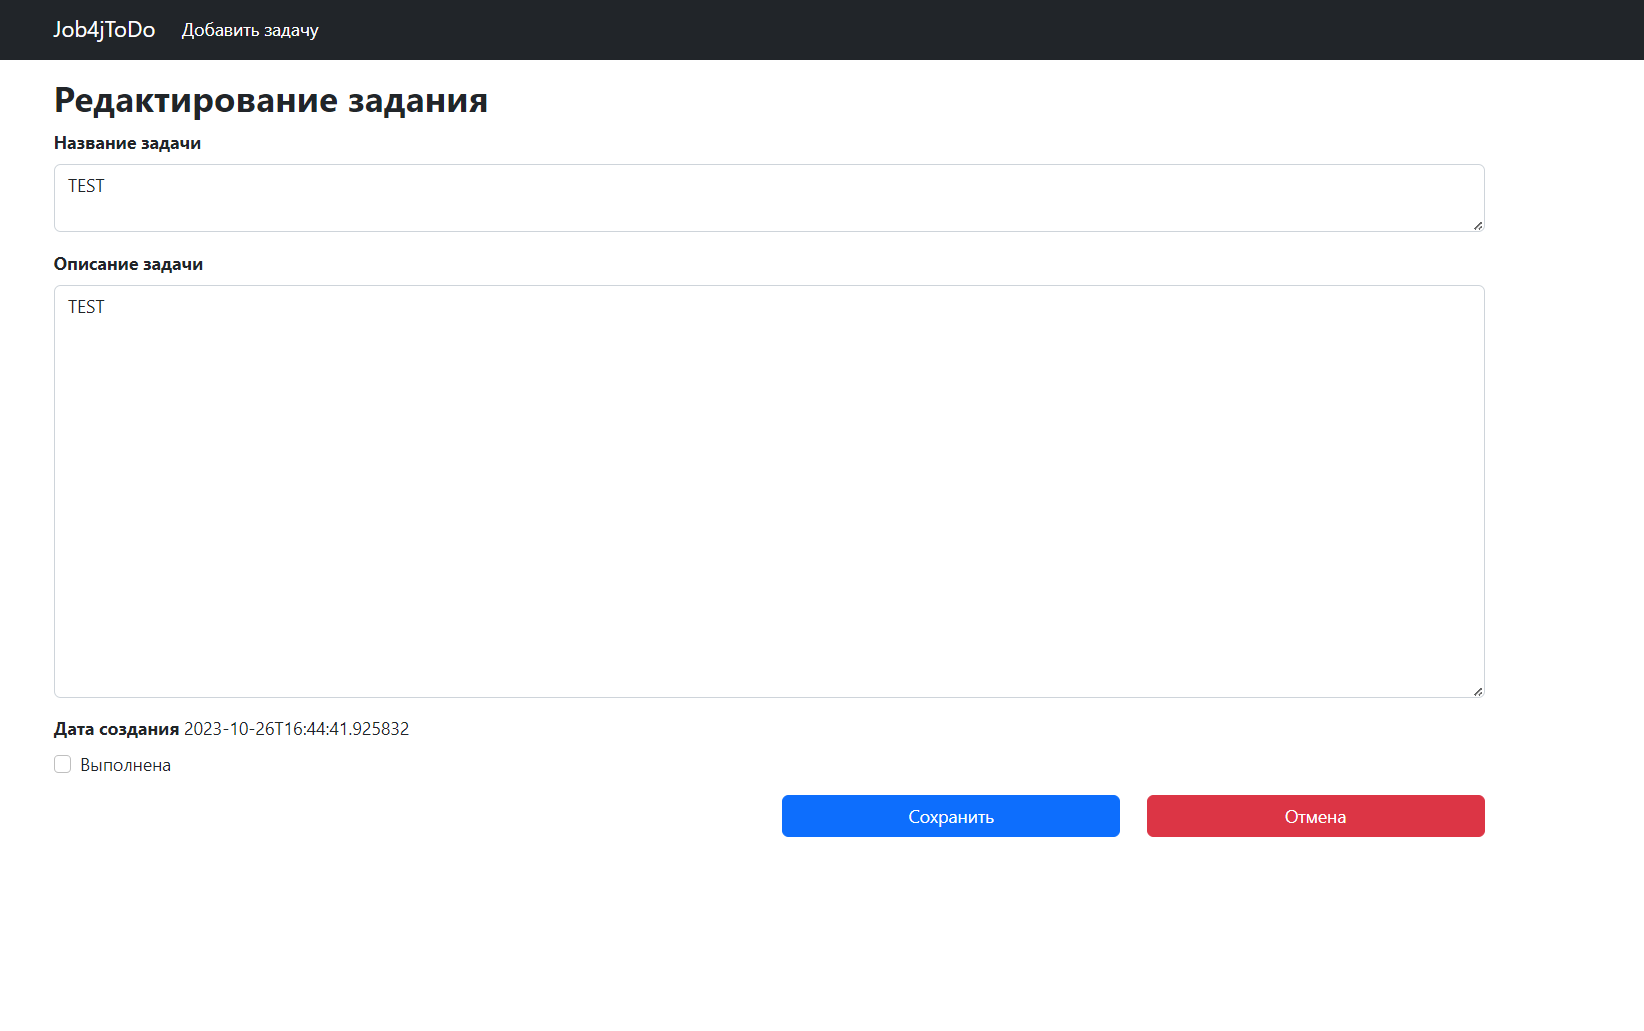 Job4jToDo Добавить задачу
Редактирование задания
Название задачи
TEST
Описание задачи
TEST
Дата создания 2023-10-26T16:44:41.925832
Выполнена
Сохранить Отмена